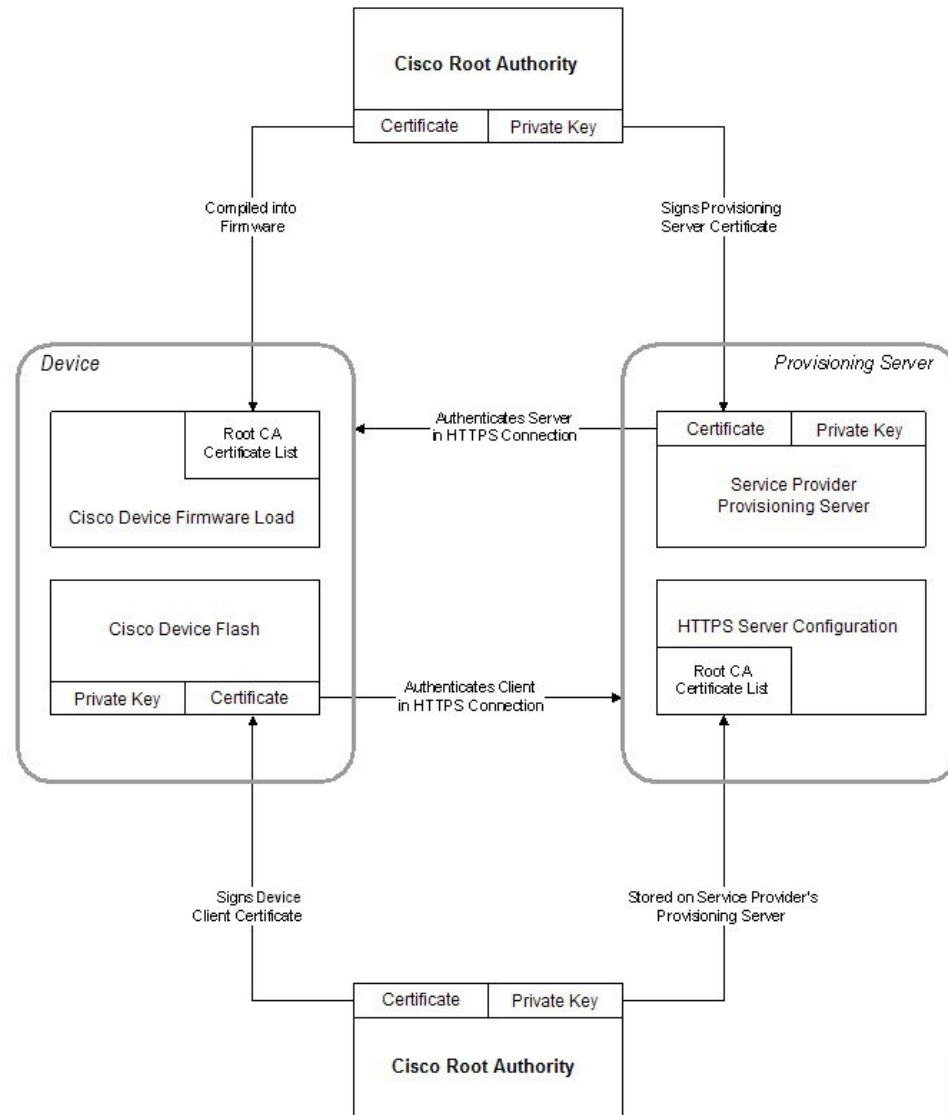 Cisco Root Authority
Certificate
Private Key
Compiled into
Firmware
Signs Provisioning
Server Certificate
Device
Provisioning Server
Root CA
Certificate List
Cisco Device Firmware Load
Authenticates Server
in HTTPS Connection
Certificate
Private Key
Service Provider
Provisioning Server
Cisco Device Flash
Private Key
Certificate
Authenticates Client
in HTTPS Connection
HTTPS Server Configuration
Root CA
Certificate List
Signs Device
Client Certificate
Stored on Service Provider's
Provisioning Server
Certificate
Private Key
Cisco Root Authority